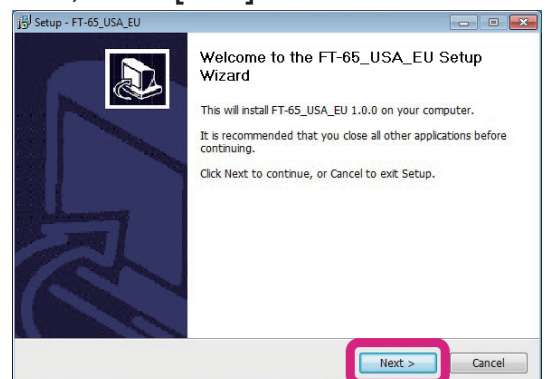 Setup - FT-65_USA_EU
Welcome to the FT-65_USA_EU Setup
Wizard
This will install FT-65_USA_EU 1.0.0 on your computer.
It is recommended that you close all other applications before
continuing.
Click Next to continue, or Cancel to exit Setup.
Next >
Cancel